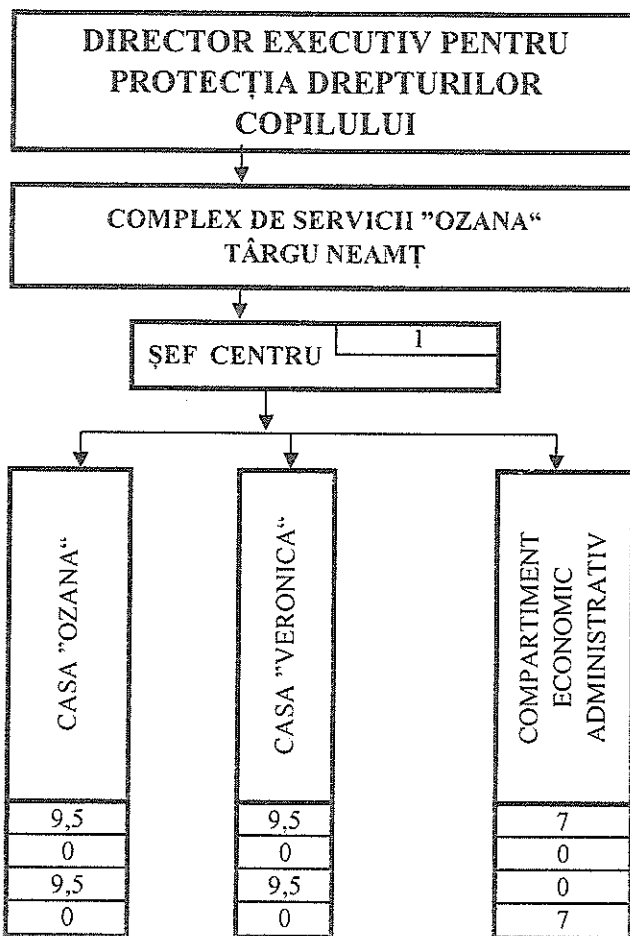 DIRECTOR EXECUTIV PENTRU
PROTECȚIA DREPTURILOR
COPILULUI
COMPLEX DE SERVICII ”OZANA“
TÂRGU NEAMȚ
ȘEF CENTRU
1
CASA ”OZANA“
9,5
0
9,5
0
CASA ”VERONICA“
9,5
0
9,5
0
COMPARTIMENT
ECONOMIC
ADMINISTRATIV
7
0
0
7